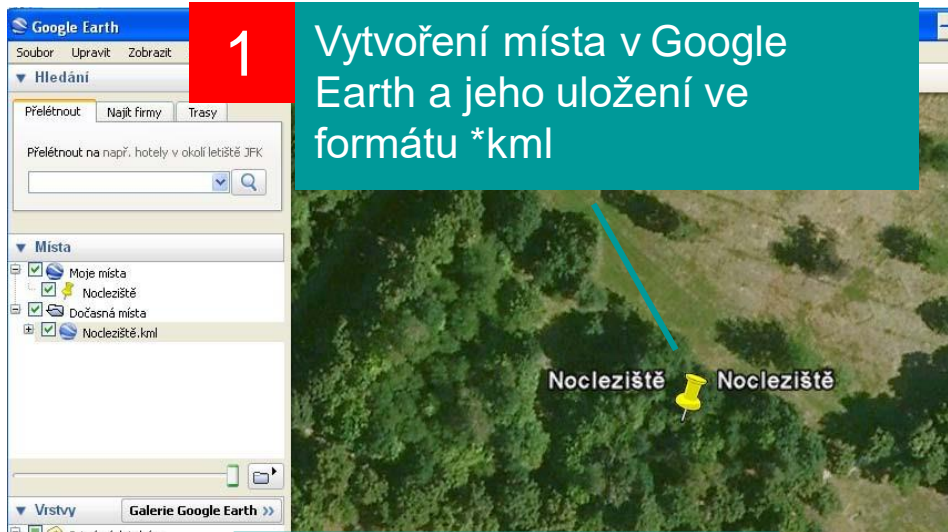 Google Earth
Soubor Upravit Zobrazit
1
Vytvoření místa v Google
Earth a jeho uložení ve
formátu *kml
Hledání
Přelétnout Najít firmy Trasy
Přelétnout na např. hotely v okolí letiště JFK
Místa
Moje místa
Nocleziště
Dočasná místa
Nocleziště.kml
Nocleziště Nocleziště
Vrstvy Galerie Google Earth »